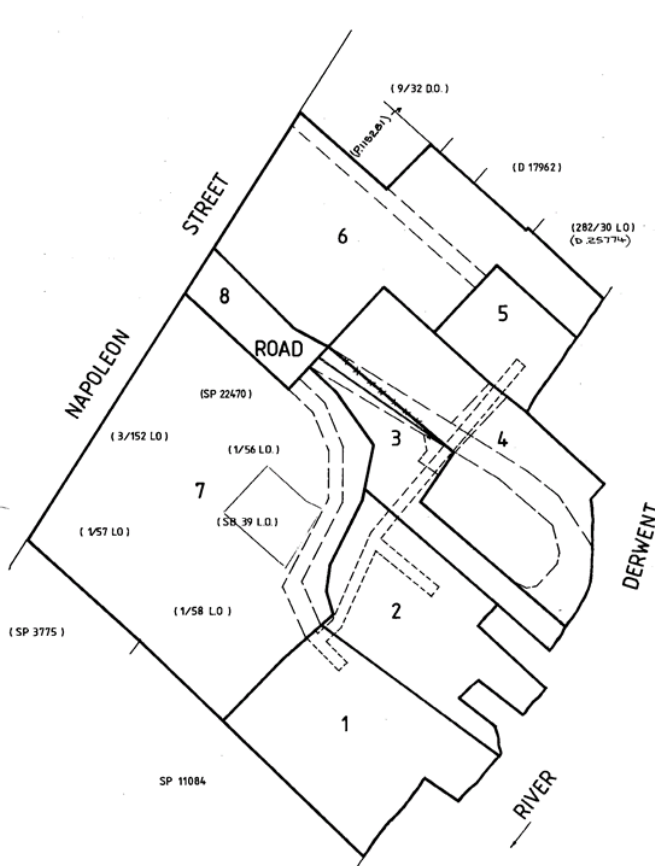 ( 9/32 D.O. )
(P.115281)
( D 17962 )
(282/30 L O )
(D. 25774)
STREET
6
8
5
ROAD
NAPOLEON
(SP 22470)
( 3/152 L O )
(1/56 L O.)
3
4
7
(SB 39 L.O.)
( 1/57 L O )
DERWENT
(1/58 L.O )
2
( SP 3775 )
1
SP 11084
RIVER